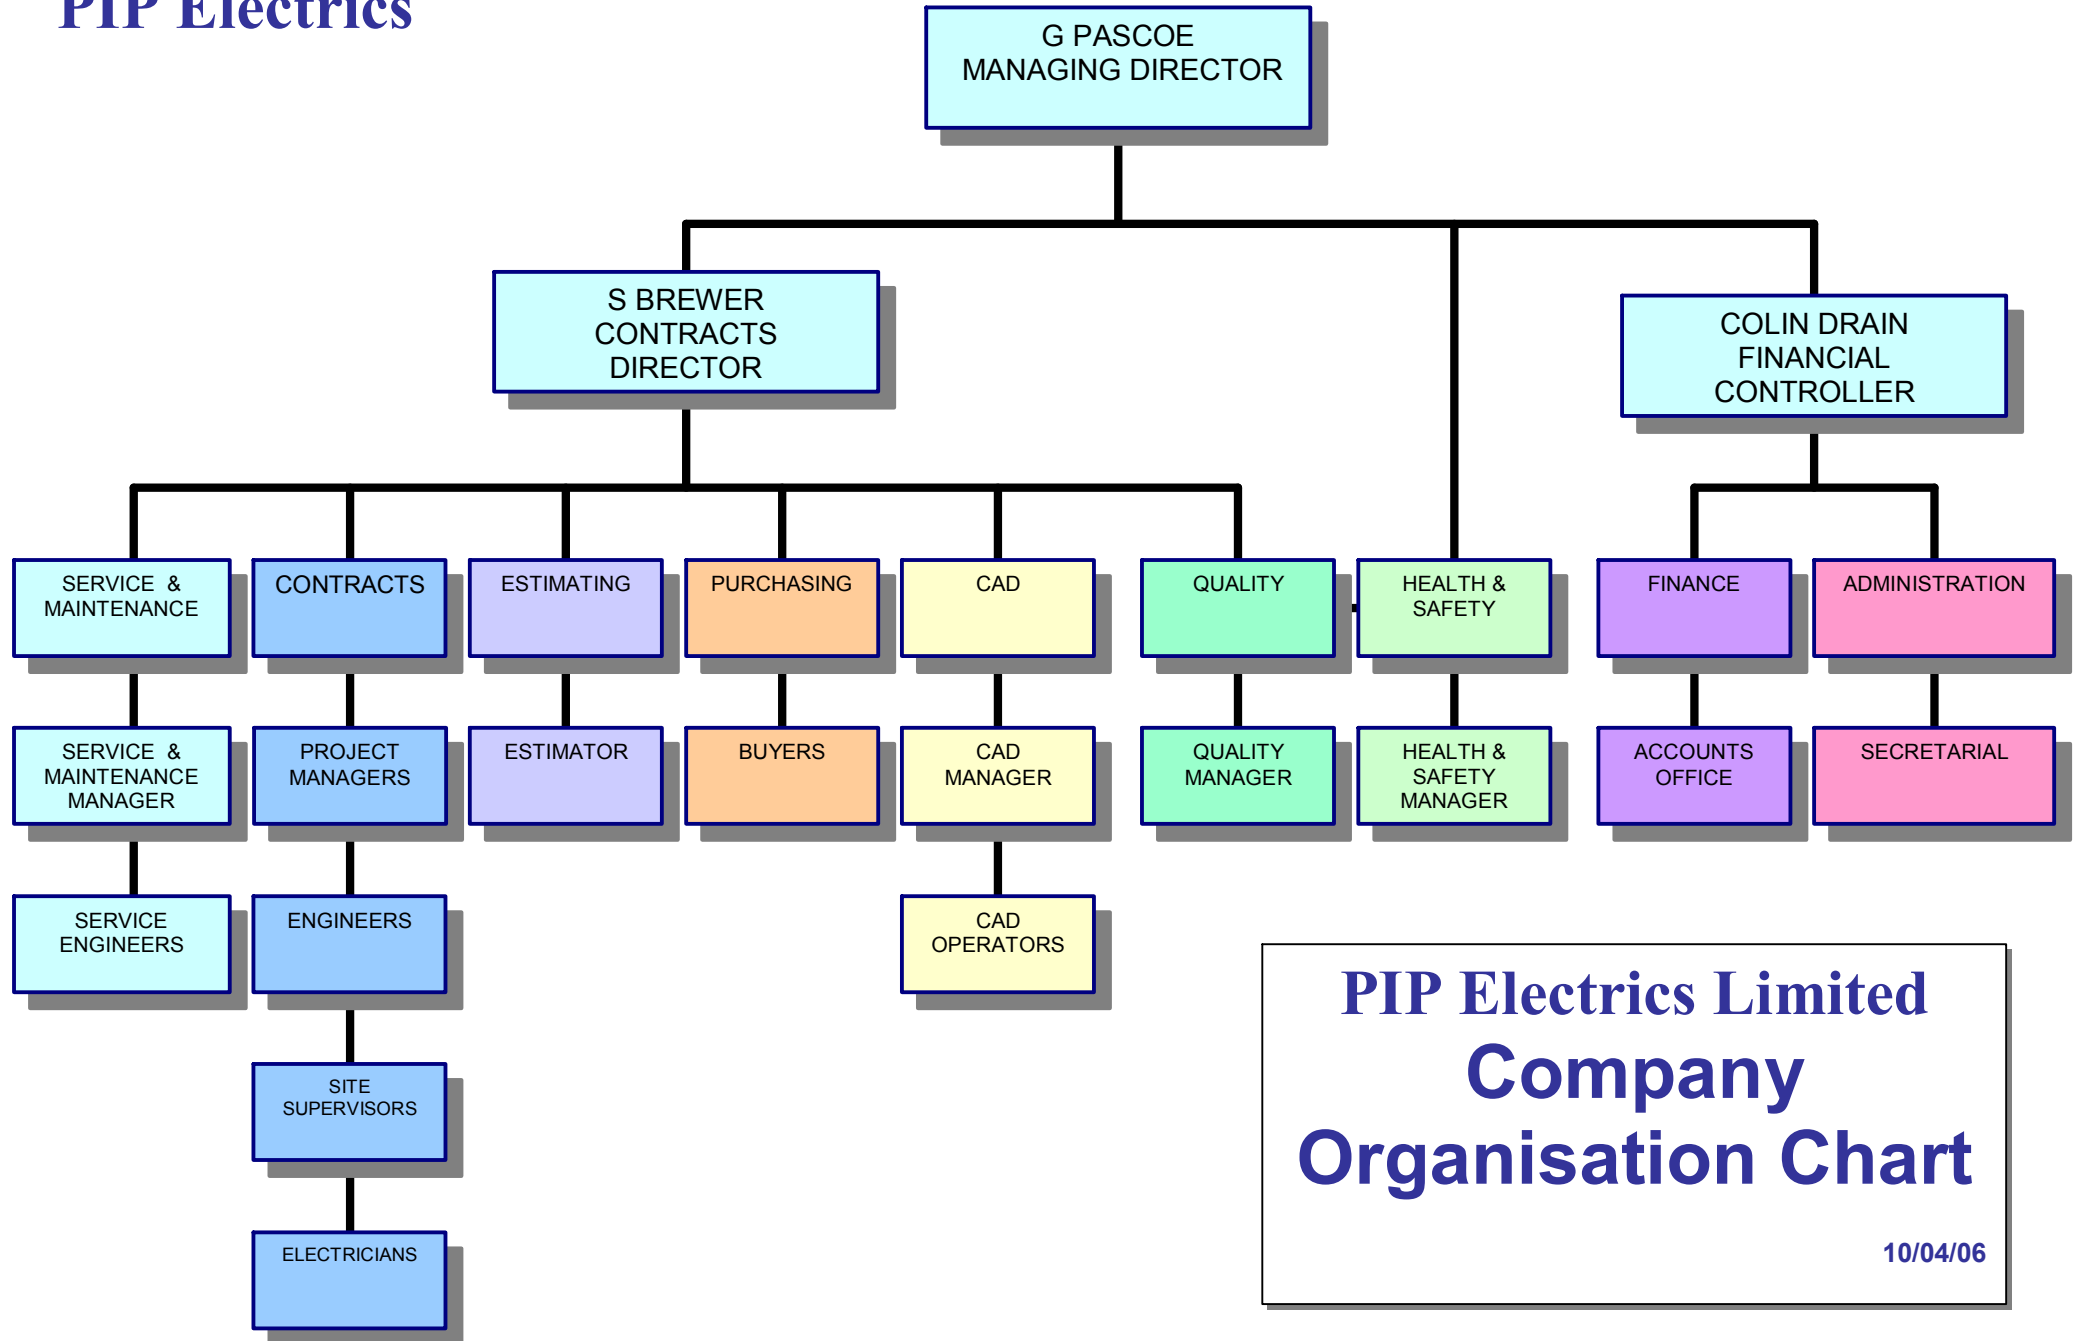 PIP Electrics
G PASCOE
MANAGING DIRECTOR
S BREWER
CONTRACTS
DIRECTOR
COLIN DRAIN
FINANCIAL
CONTROLLER
SERVICE &
MAINTENANCE
CONTRACTS
ESTIMATING
PURCHASING
CAD
QUALITY
HEALTH &
SAFETY
FINANCE
ADMINISTRATION
SERVICE &
MAINTENANCE
MANAGER
PROJECT
MANAGERS
ESTIMATOR
BUYERS
CAD
MANAGER
QUALITY
MANAGER
HEALTH &
SAFETY
MANAGER
ACCOUNTS
OFFICE
SECRETARIAL
SERVICE
ENGINEERS
ENGINEERS
CAD
OPERATORS
SITE
SUPERVISORS
ELECTRICIANS
PIP Electrics Limited
Company
Organisation Chart
10/04/06